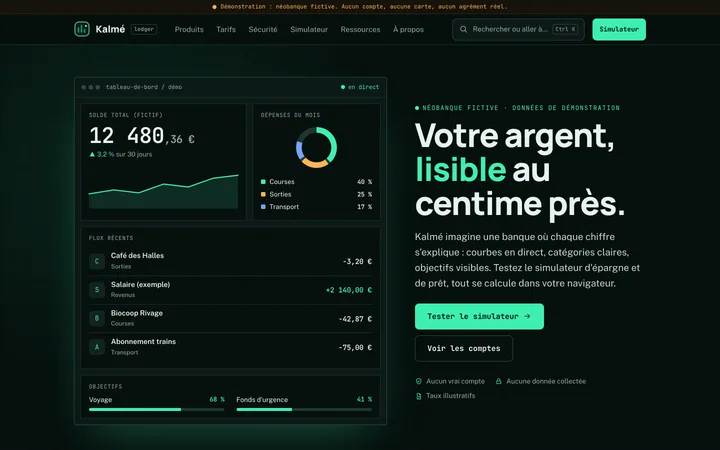 Démonstration : néobanque fictive. Aucun compte, aucune carte, aucun agrément réel.
Kalmé ledger Produits Tarifs Sécurité Simulateur Ressources À propos Rechercher ou aller à… Ctrl K Simulateur
tableau-de-bord / démo en direct
SOLDE TOTAL (FICTIF)
12 480,36 €
▲ 3,2 % sur 30 jours
DÉPENSES DU MOIS
Courses 40 %
Sorties 25 %
Transport 17 %
FLUX RÉCENTS
C Café des Halles -3,20 €
Sorties
S Salaire (exemple) +2 140,00 €
Revenus
B Biocoop Rivage -42,87 €
Courses
A Abonnement trains -75,00 €
Transport
OBJECTIFS
Voyage 68 % Fonds d'urgence 41 %
NÉOBANQUE FICTIVE · DONNÉES DE DÉMONSTRATION
Votre argent,
lisible au
centime près.
Kalmé imagine une banque où chaque chiffre
s'explique : courbes en direct, catégories claires,
objectifs visibles. Testez le simulateur d'épargne et
de prêt, tout se calcule dans votre navigateur.
Tester le simulateur →
Voir les comptes
Aucun vrai compte Aucune donnée collectée
Taux illustratifs